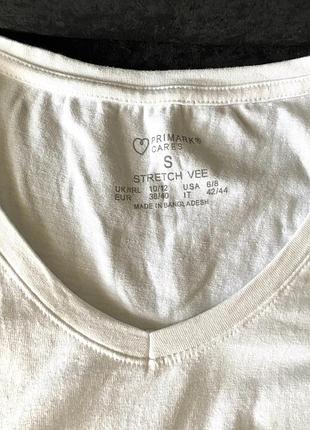 PRIMARK®
CARES
S
STRETCH VEE
UK/IRL 10/12 USA 6/8
EUR 38/40 IT 42/44
MADE IN BANGLADESH